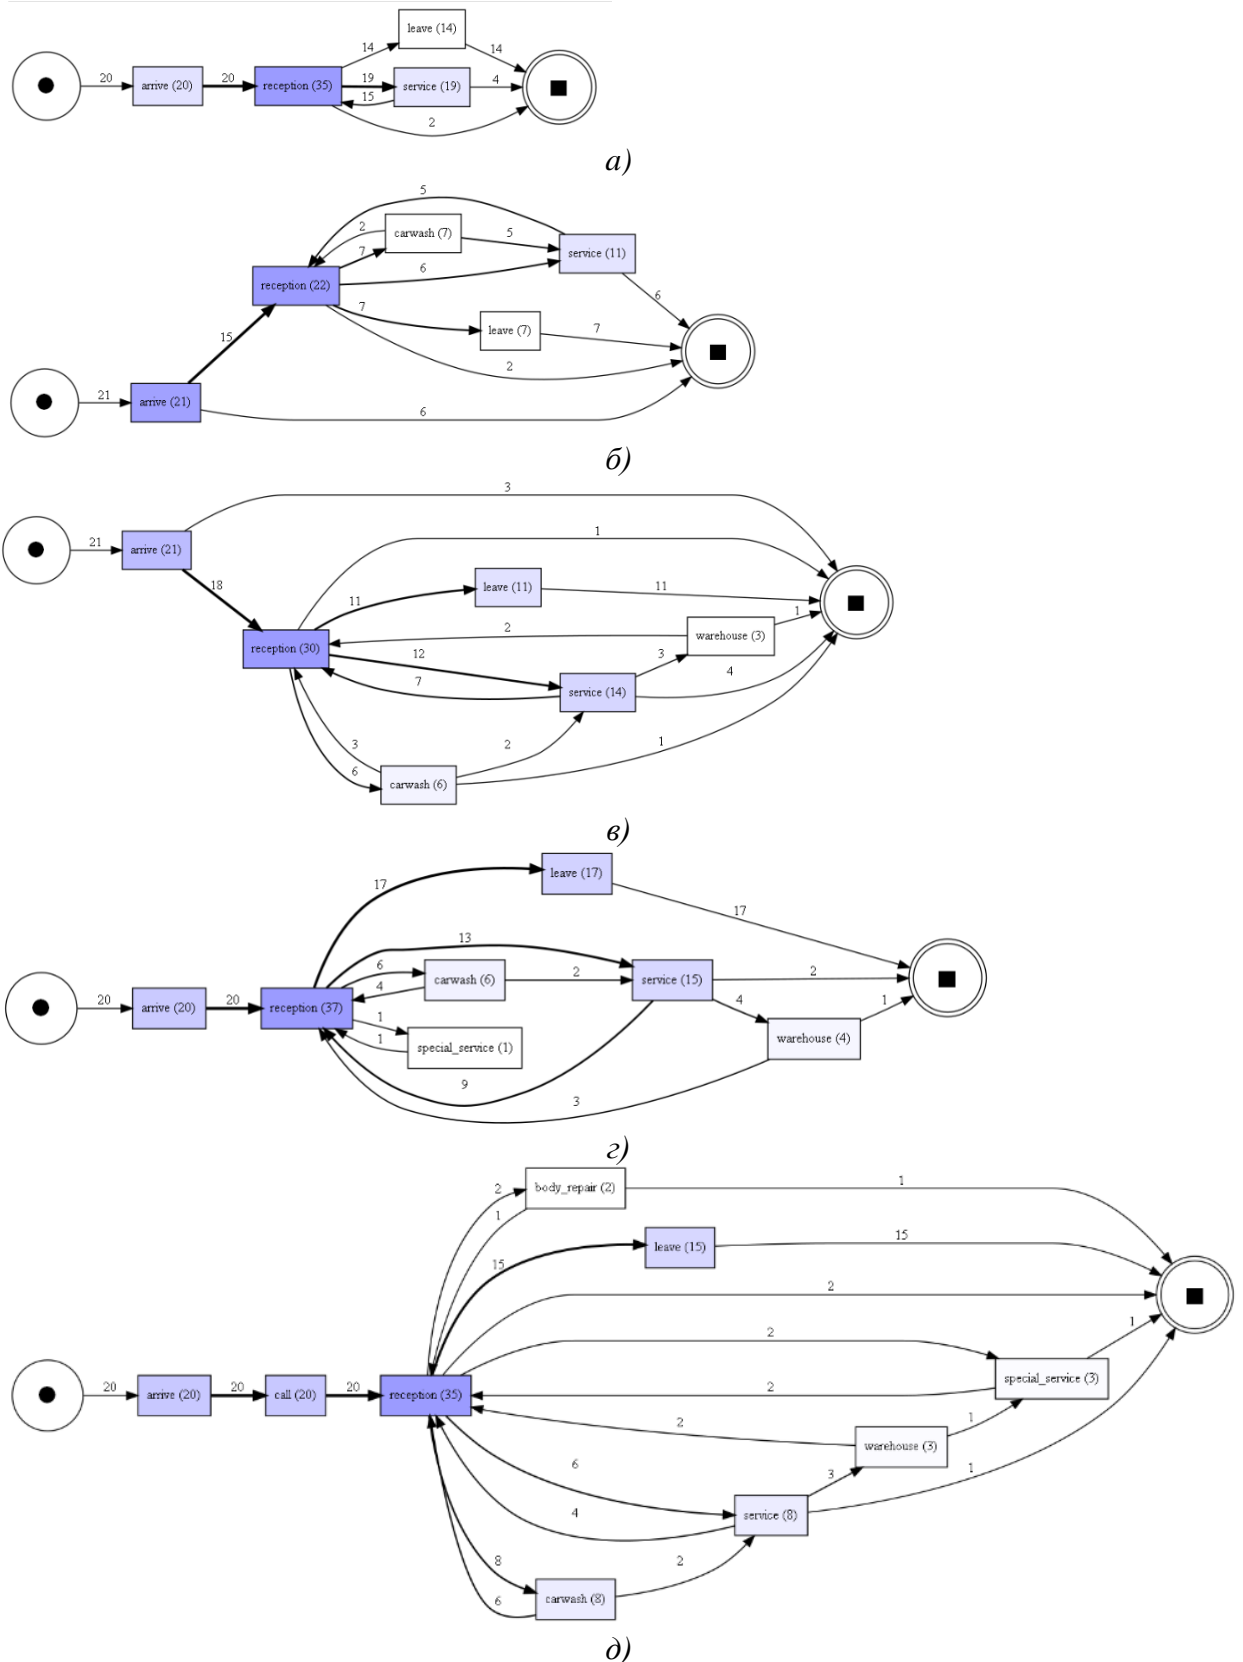 leave (14)
14
14
20
arrive (20)
20
reception (35)
19
service (19)
4
15
2
а)
5
2
carwash (7)
5
service (11)
7
6
reception (22)
6
7
leave (7)
7
15
2
21
arrive (21)
6
б)
3
21
arrive (21)
1
18
11
leave (11)
11
2
warehouse (3)
1
reception (30)
12
3
7
service (14)
4
3
2
1
6
carwash (6)
в)
leave (17)
17
17
13
6
carwash (6)
2
service (15)
2
4
4
1
20
arrive (20)
20
reception (37)
1
1
special_service (1)
warehouse (4)
9
3
г)
2
body_repair (2)
1
1
leave (15)
15
15
2
2
1
20
arrive (20)
20
call (20)
20
reception (35)
2
special_service (3)
2
1
warehouse (3)
6
3
1
4
service (8)
8
2
6
carwash (8)
д)